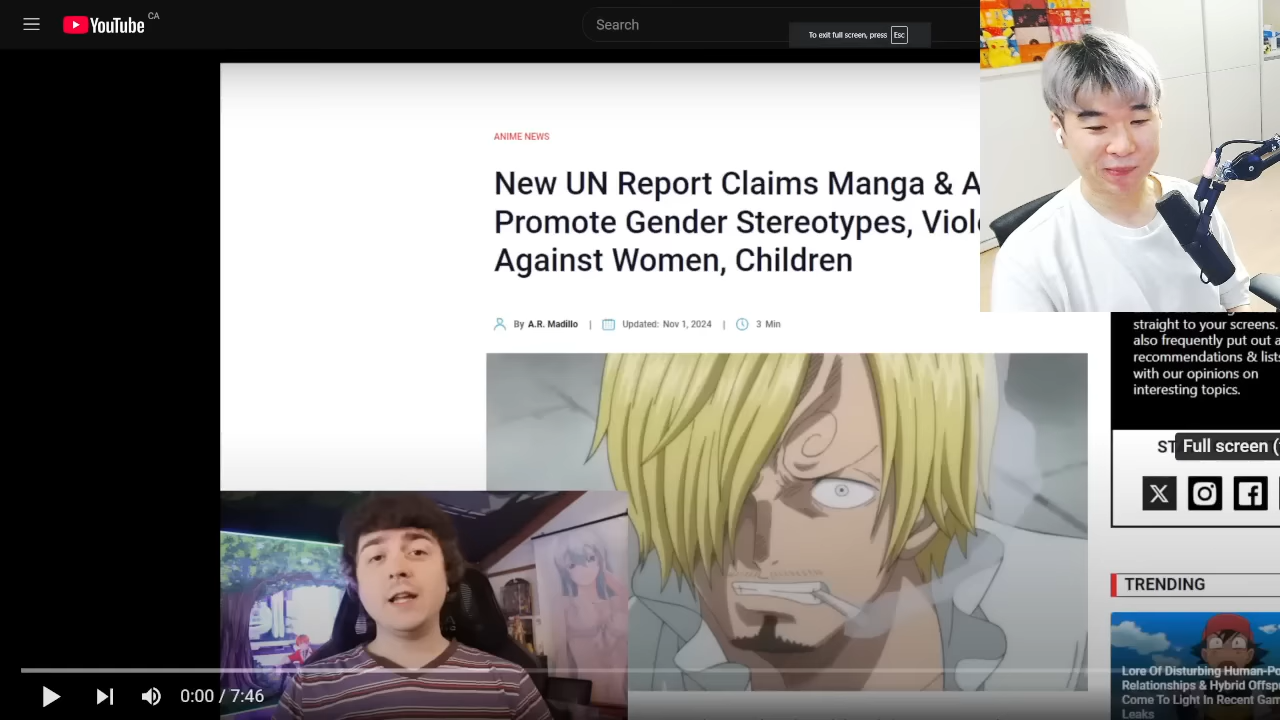 YouTube CA
Search
To exit full screen, press Esc
ANIME NEWS
New UN Report Claims Manga & A
Promote Gender Stereotypes, Viol
Against Women, Children
By A.R. Madillo | Updated: Nov 1, 2024 | 3 Min
straight to your screens.
also frequently put out a
recommendations & lists
with our opinions on
interesting topics.
ST
Full screen (
TRENDING
Lore Of Disturbing Human-Po
Relationships & Hybrid Offsp
Come To Light In Recent Gam
Leaks
0:00 / 7:46